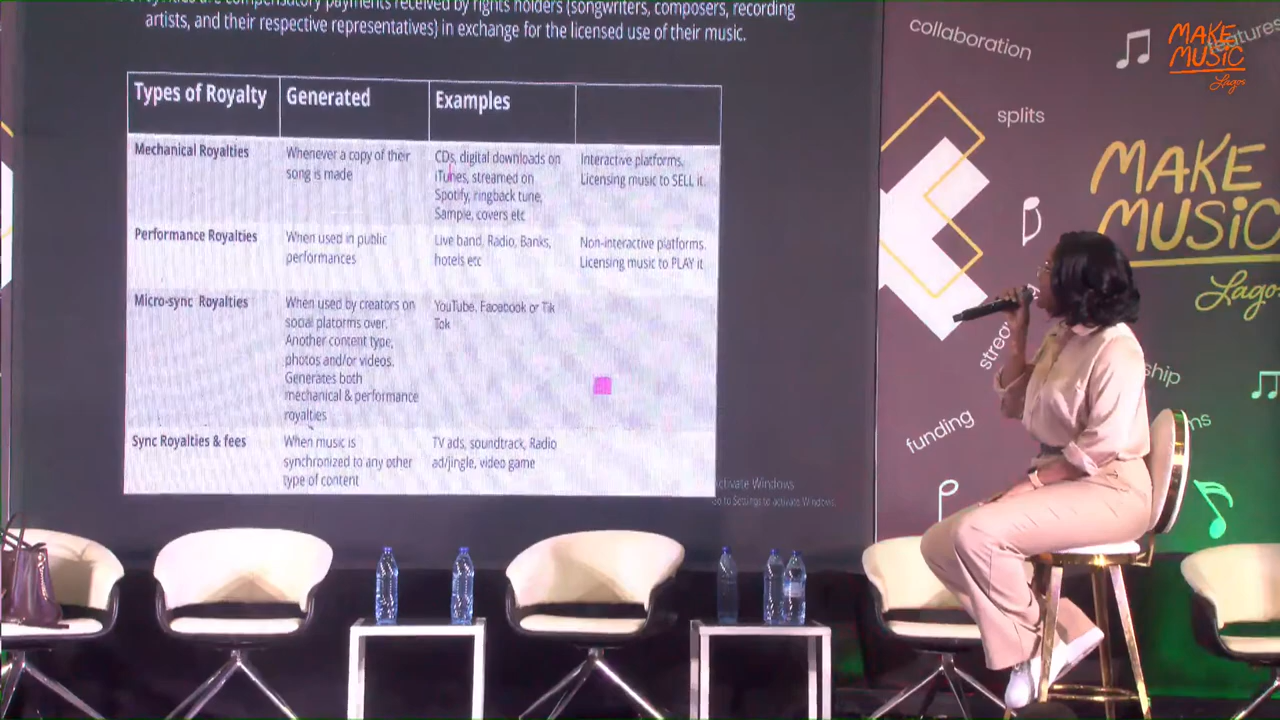 Royalties are compensatory payments received by rights holders (songwriters, composers, recording
artists, and their respective representatives) in exchange for the licensed use of their music.
Types of Royalty
Generated
Examples
Mechanical Royalties
Whenever a copy of their
song is made
CDs, digital downloads on
iTunes, streamed on
Spotify, ringback tune,
Sample, covers etc
Interactive platforms.
Licensing music to SELL it.
Performance Royalties
When used in public
performances
Live band, Radio, Banks,
hotels etc
Non-interactive platforms.
Licensing music to PLAY it
Micro-sync Royalties
When used by creators on
social platorms over.
Another content type,
photos and/or videos.
Generates both
mechanical & performance
royalties
YouTube, Facebook or Tik
Tok
Sync Royalties & fees
When music is
synchronized to any other
type of content
TV ads, soundtrack, Radio
ad/jingle, video game
Activate Windows
Go to Settings to activate Windows.
collaboration
features
MAKE
MUSiC
Lagos
splits
MAKE
MUSiC
Lagos
funding